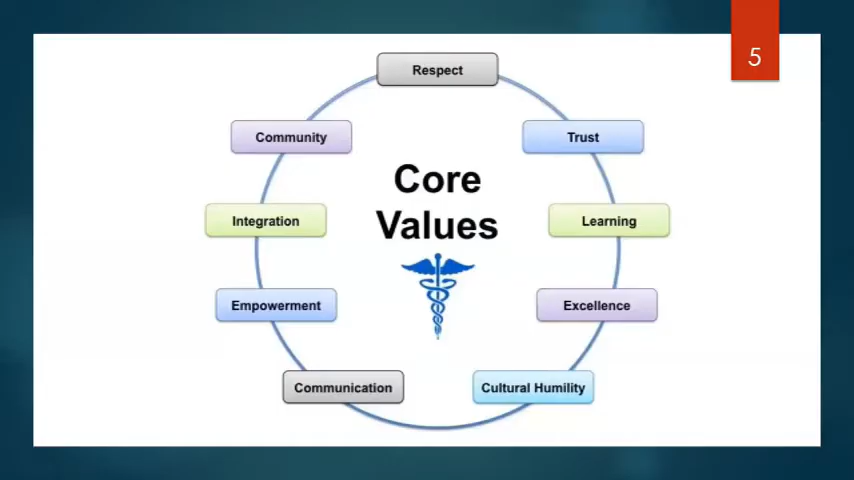 5
Respect
Community
Trust
Core
Values
Integration
Learning
Empowerment
Excellence
Communication
Cultural Humility